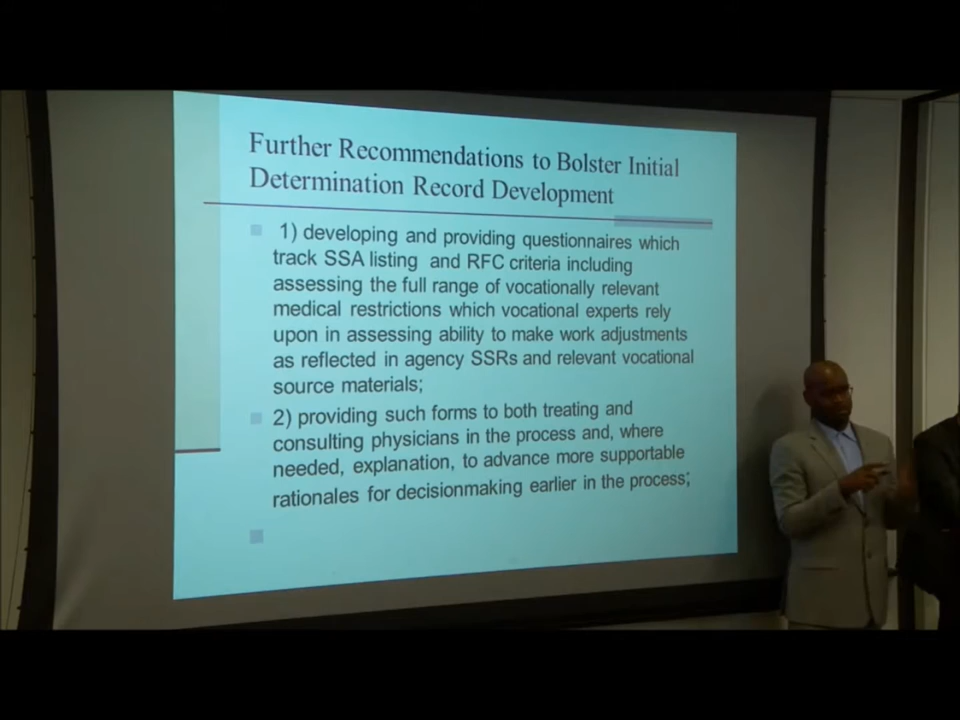 Further Recommendations to Bolster Initial
Determination Record Development
1) developing and providing questionnaires which
track SSA listing and RFC criteria including
assessing the full range of vocationally relevant
medical restrictions which vocational experts rely
upon in assessing ability to make work adjustments
as reflected in agency SSRs and relevant vocational
source materials;
2) providing such forms to both treating and
consulting physicians in the process and, where
needed, explanation, to advance more supportable
rationales for decisionmaking earlier in the process;